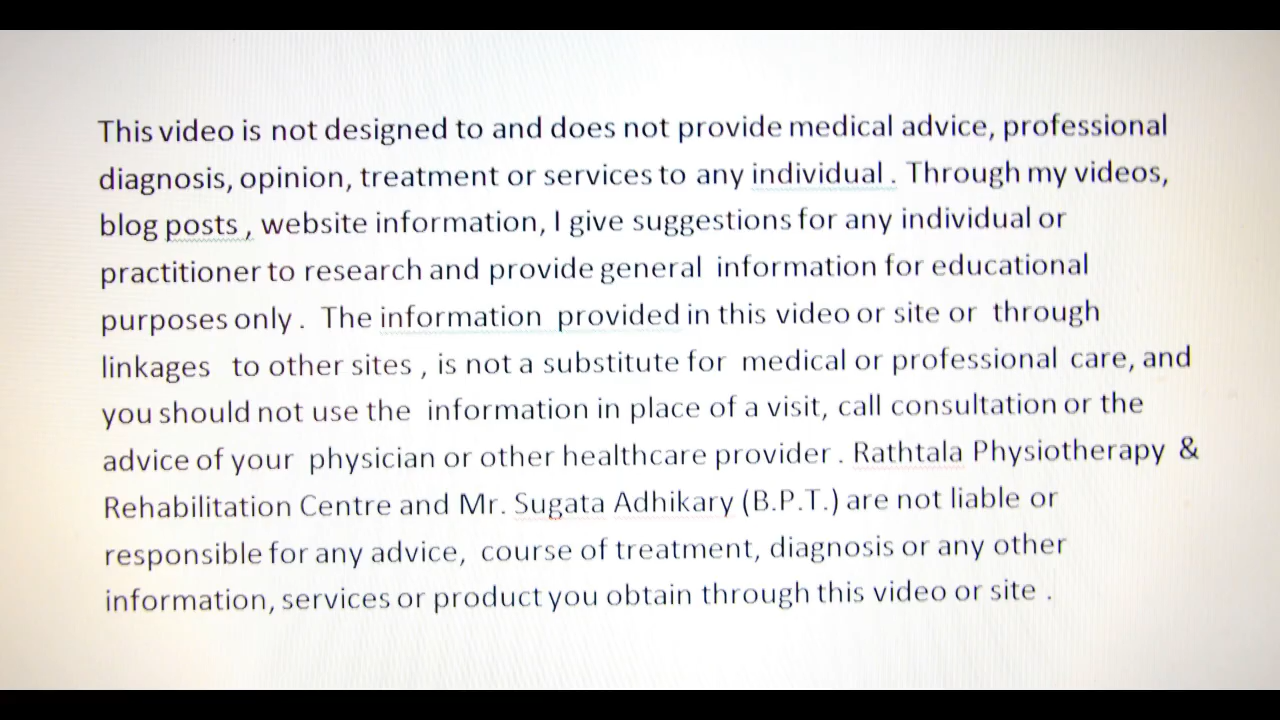 This video is not designed to and does not provide medical advice, professional
diagnosis, opinion, treatment or services to any individual . Through my videos,
blog posts , website information, I give suggestions for any individual or
practitioner to research and provide general information for educational
purposes only . The information provided in this video or site or through
linkages to other sites , is not a substitute for medical or professional care, and
you should not use the information in place of a visit, call consultation or the
advice of your physician or other healthcare provider . Rathtala Physiotherapy &
Rehabilitation Centre and Mr. Sugata Adhikary (B.P.T.) are not liable or
responsible for any advice, course of treatment, diagnosis or any other
information, services or product you obtain through this video or site .